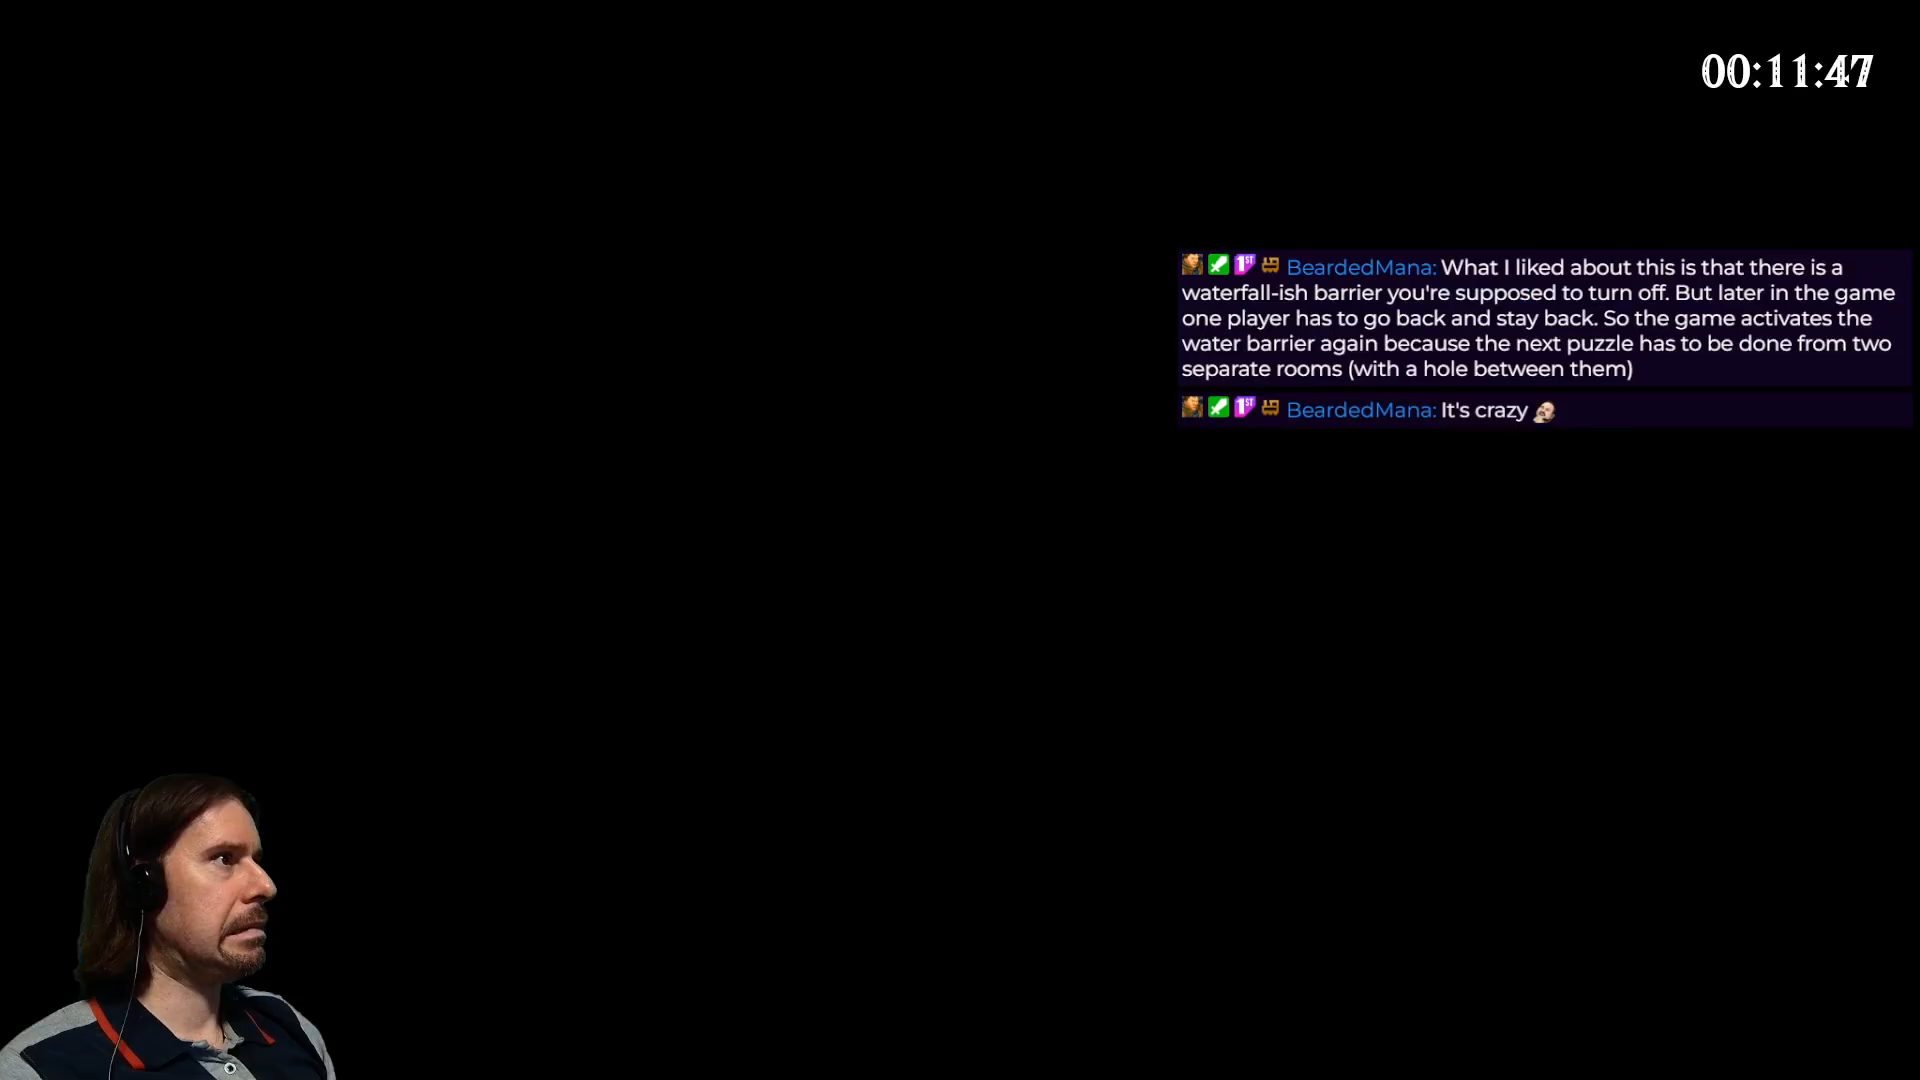 00:11:47
1ST BeardedMana: What I liked about this is that there is a
waterfall-ish barrier you're supposed to turn off. But later in the game
one player has to go back and stay back. So the game activates the
water barrier again because the next puzzle has to be done from two
separate rooms (with a hole between them)
1ST BeardedMana: It's crazy